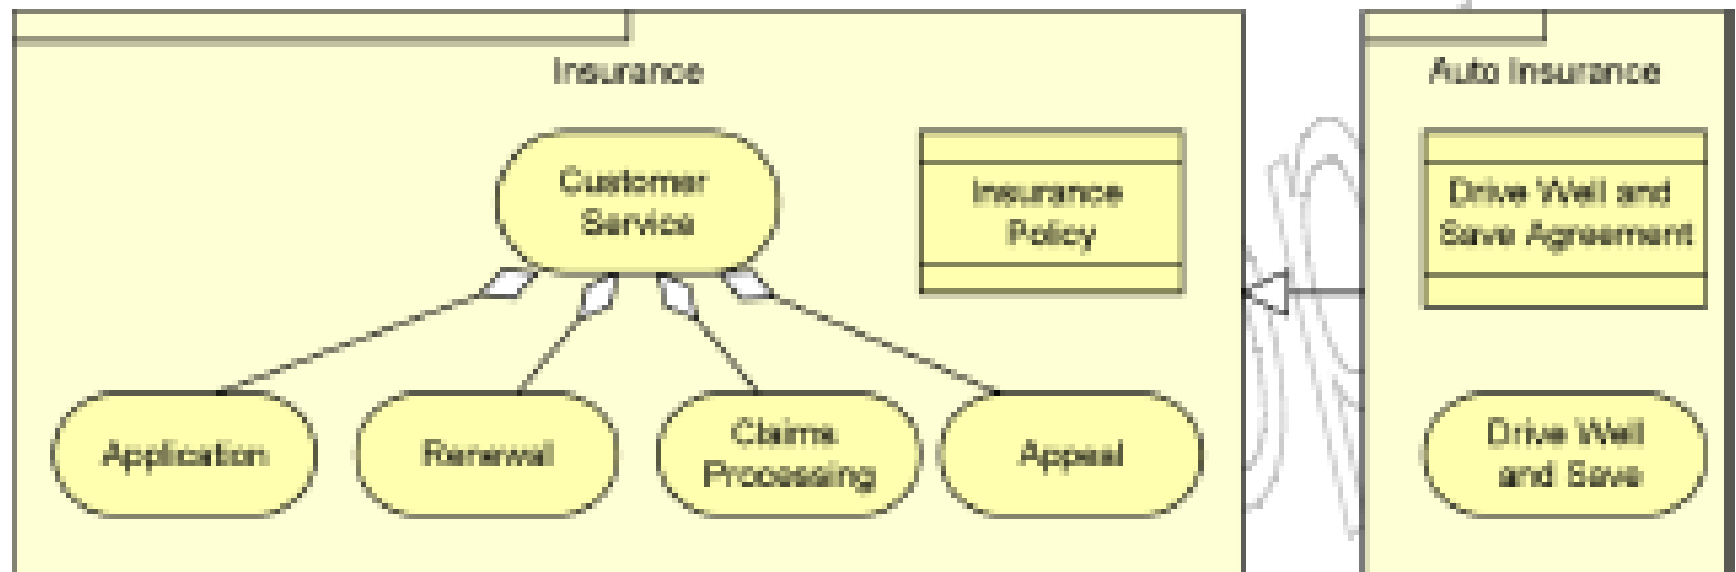 Insurance
Customer
Service
Insurance
Policy
Application
Renewal
Claims
Processing
Appeal
Auto Insurance
Drive Well and
Save Agreement
Drive Well
and Save